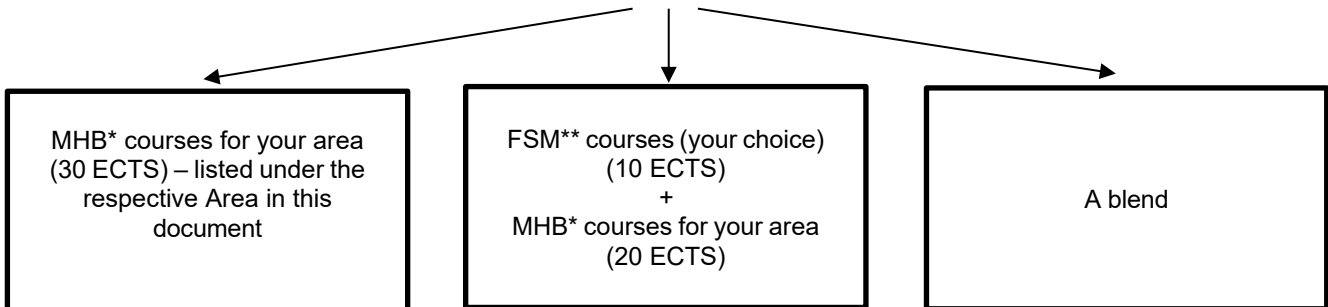 MHB* courses for your area
(30 ECTS) – listed under the
respective Area in this
document
FSM** courses (your choice)
(10 ECTS)
+
MHB* courses for your area
(20 ECTS)
A blend